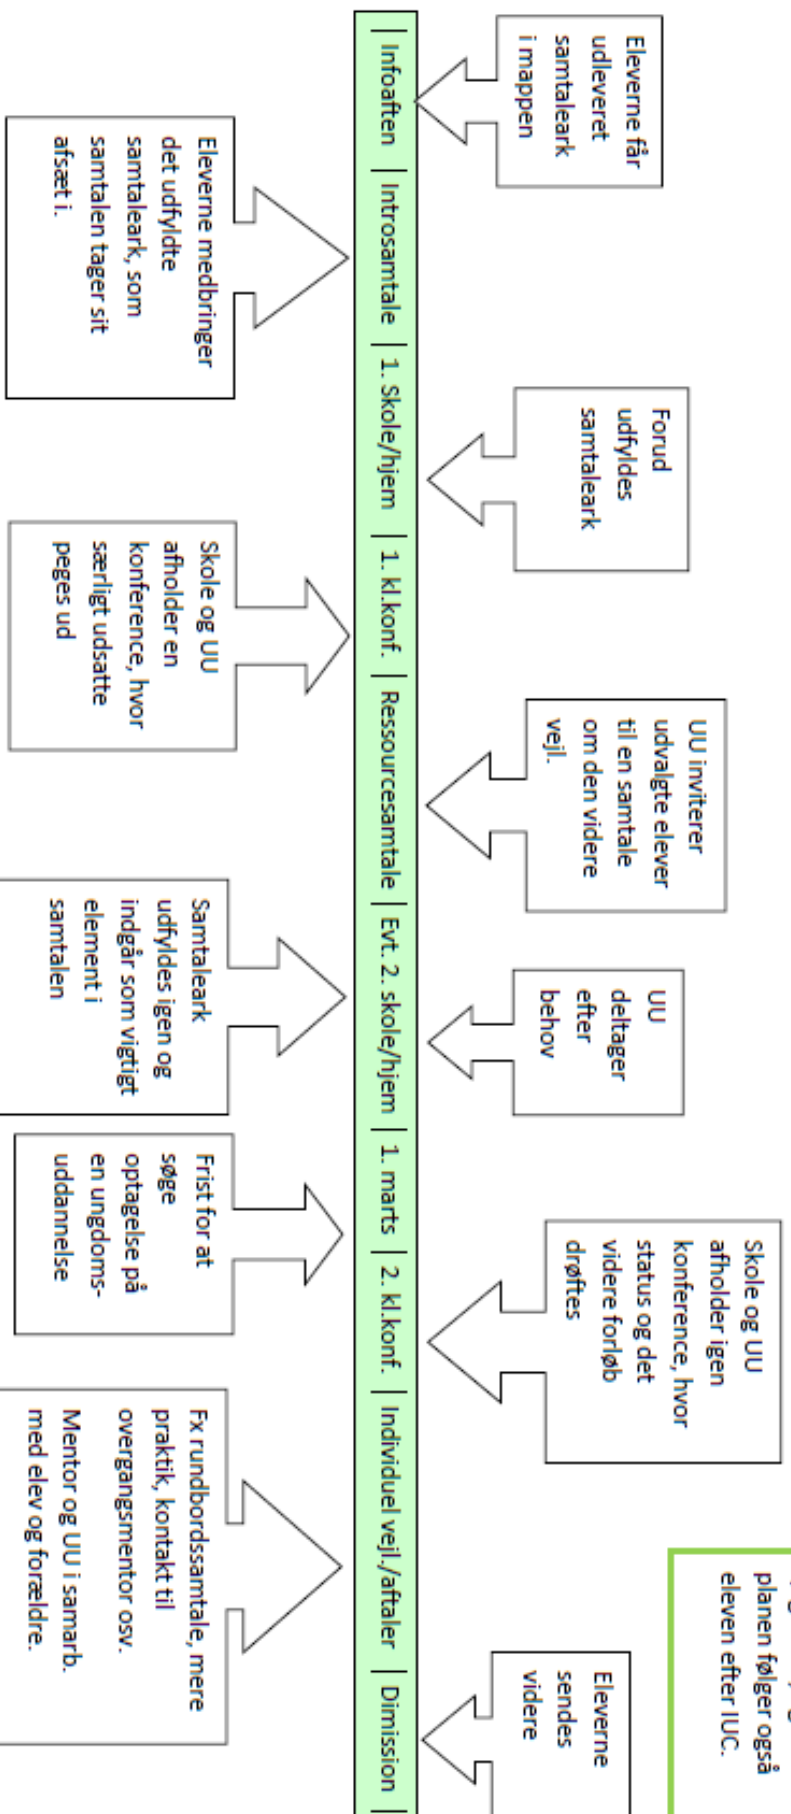 planen følger også
eleven efter IUC.
Eleverne får
udleveret
samtaleark
i mappen
Forud
udfyldes
samtaleark
UU inviterer
udvalgte elever
til en samtale
om den videre
vejl.
UU
deltager
efter
behov
Skole og UU
afholder igen
konference, hvor
status og det
videre forløb
drøftes
Eleverne
sendes
videre
| Infoaften | Introsamtale | 1. Skole/hjem | 1. kl.konf. | Ressourcesamtale | Evt. 2. skole/hjem | 1. marts | 2. kl.konf. | Individuel vejl./aftaler | Dimission |
Eleverne medbringer
det udfyldte
samtaleark, som
samtalen tager sit
afsæt i.
Skole og UU
afholder en
konference, hvor
særligt udsatte
peges ud
Samtaleark
udfyldes igen og
indgår som vigtigt
element i
samtalen
Frist for at
søge
optagelse på
en ungdoms-
uddannelse
Fx rundbordssamtale, mere
praktik, kontakt til
overgangsmentor osv.
Mentor og UU i samarb.
med elev og forældre.